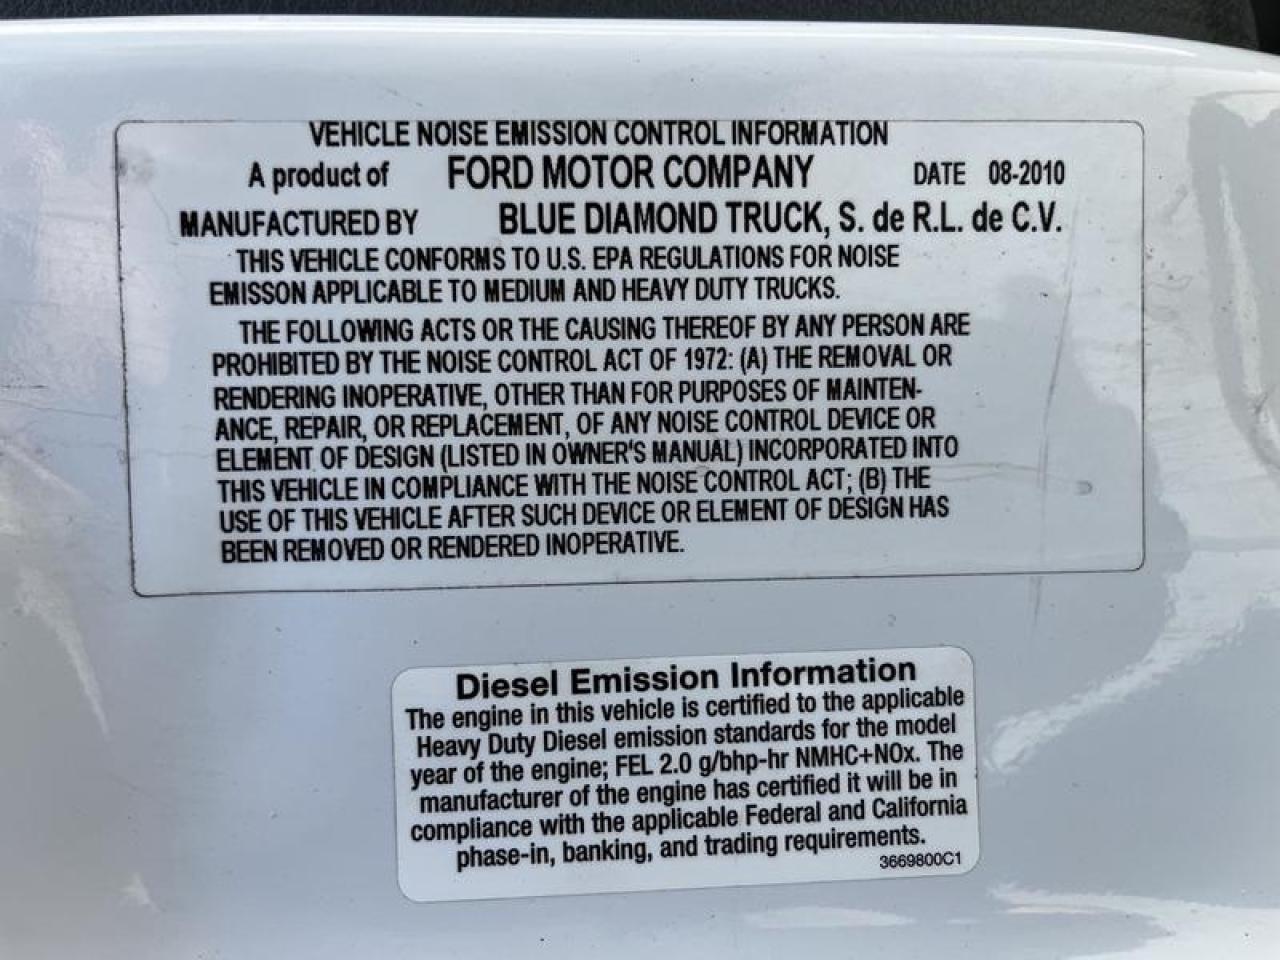 VEHICLE NOISE EMISSION CONTROL INFORMATION
A product of FORD MOTOR COMPANY DATE 08-2010
MANUFACTURED BY BLUE DIAMOND TRUCK, S. de R.L. de C.V.
THIS VEHICLE CONFORMS TO U.S. EPA REGULATIONS FOR NOISE
EMISSON APPLICABLE TO MEDIUM AND HEAVY DUTY TRUCKS.
THE FOLLOWING ACTS OR THE CAUSING THEREOF BY ANY PERSON ARE
PROHIBITED BY THE NOISE CONTROL ACT OF 1972: (A) THE REMOVAL OR
RENDERING INOPERATIVE, OTHER THAN FOR PURPOSES OF MAINTEN-
ANCE, REPAIR, OR REPLACEMENT, OF ANY NOISE CONTROL DEVICE OR
ELEMENT OF DESIGN (LISTED IN OWNER'S MANUAL) INCORPORATED INTO
THIS VEHICLE IN COMPLIANCE WITH THE NOISE CONTROL ACT; (B) THE
USE OF THIS VEHICLE AFTER SUCH DEVICE OR ELEMENT OF DESIGN HAS
BEEN REMOVED OR RENDERED INOPERATIVE.
Diesel Emission Information
The engine in this vehicle is certified to the applicable
Heavy Duty Diesel emission standards for the model
year of the engine; FEL 2.0 g/bhp-hr NMHC+NOx. The
manufacturer of the engine has certified it will be in
compliance with the applicable Federal and California
phase-in, banking, and trading requirements.
3669800C1